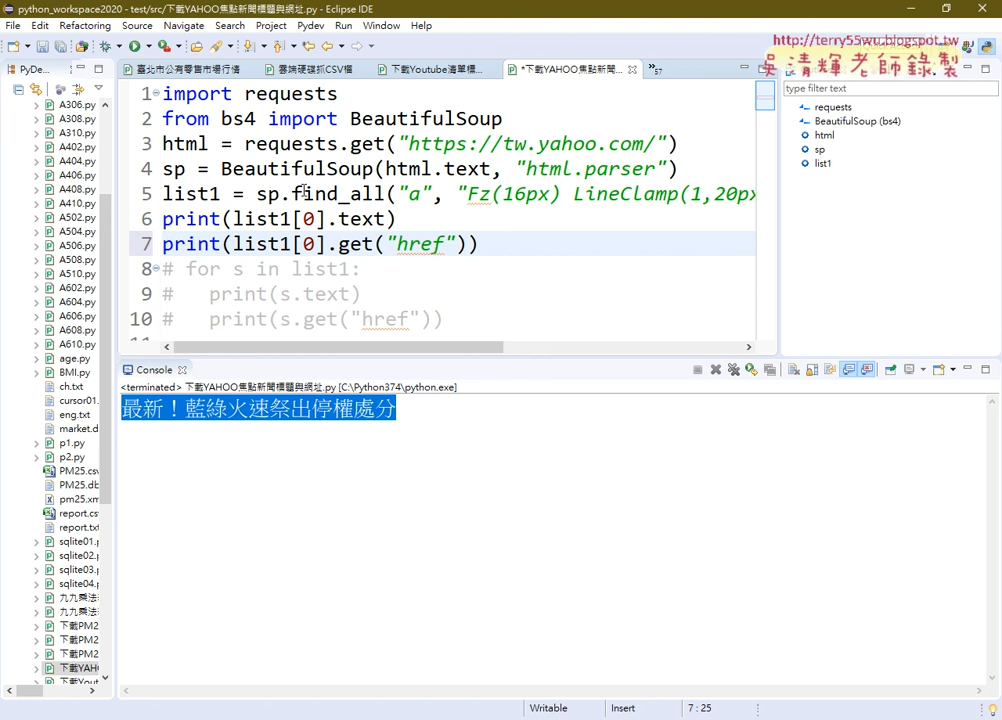 python_workspace2020 - test/src/下載YAHOO焦點新聞標題與網址.py - Eclipse IDE
File Edit Refactoring Source Navigate Search Project Pydev Run Window Help
http://terry55wu.blogspot.tw
吳清輝老師錄製
PyDe...
臺北市公有零售市場行情
雲端硬碟抓CSV檔
下載Youtube清單標...
*下載YAHOO焦點新聞...
»57
type filter text
requests
BeautifulSoup (bs4)
html
sp
list1
A306.py
A308.py
A310.py
A402.py
A404.py
A406.py
A408.py
A410.py
A502.py
A504.py
A506.py
A508.py
A510.py
A602.py
A604.py
A606.py
A608.py
A610.py
age.py
BMI.py
ch.txt
cursor01.
eng.txt
market.d
p1.py
p2.py
PM25.csv
PM25.db
pm25.xm
report.cs
report.txt
sqlite01.p
sqlite02.p
sqlite03.p
sqlite04.p
九九乘法
九九乘法
下載PM2
下載PM2
下載PM2
下載YAH
下載Yout
1 import requests
2 from bs4 import BeautifulSoup
3 html = requests.get("https://tw.yahoo.com/")
4 sp = BeautifulSoup(html.text, "html.parser")
5 list1 = sp.find_all("a", "Fz(16px) LineClamp(1,20px
6 print(list1[0].text)
7 print(list1[0].get("href"))
8 # for s in list1:
9 #   print(s.text)
10 #   print(s.get("href"))
Console
<terminated> 下載YAHOO焦點新聞標題與網址.py [C:\Python374\python.exe]
最新！藍綠火速祭出停權處分
Writable Insert 7 : 25